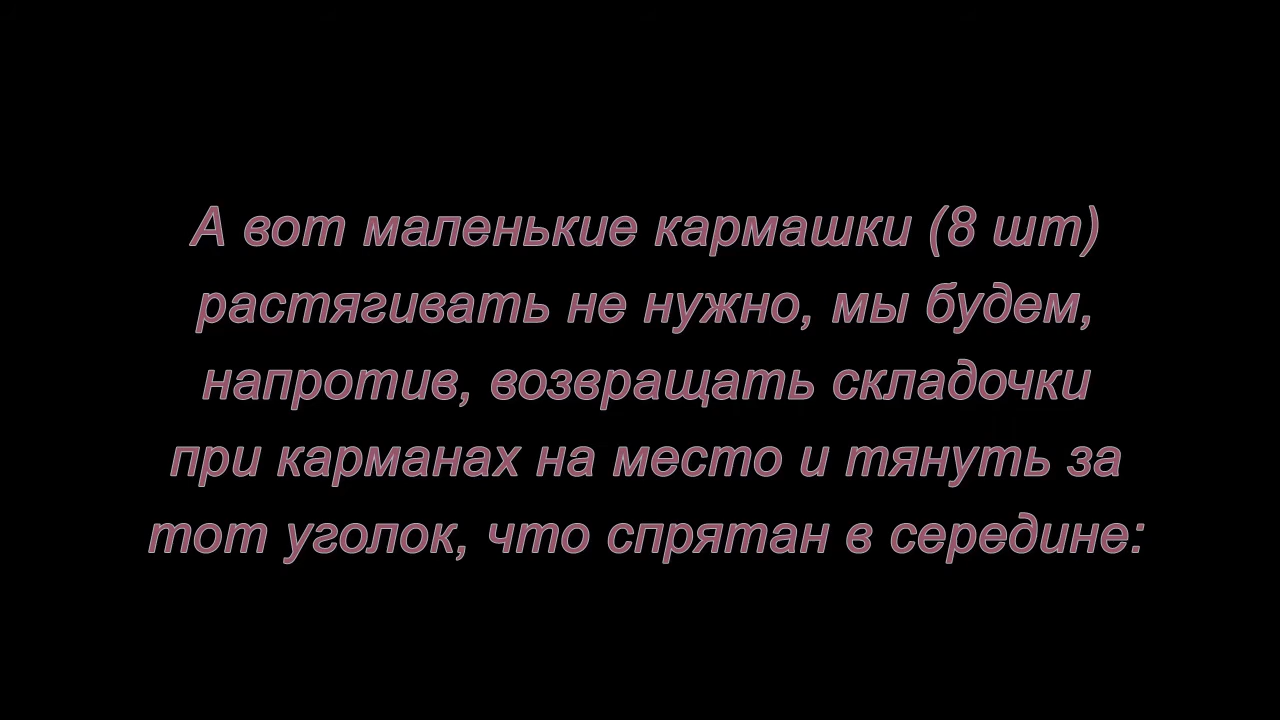 А вот маленькие кармашки (8 шт)
растягивать не нужно, мы будем,
напротив, возвращать складочки
при карманах на место и тянуть за
тот уголок, что спрятан в середине: